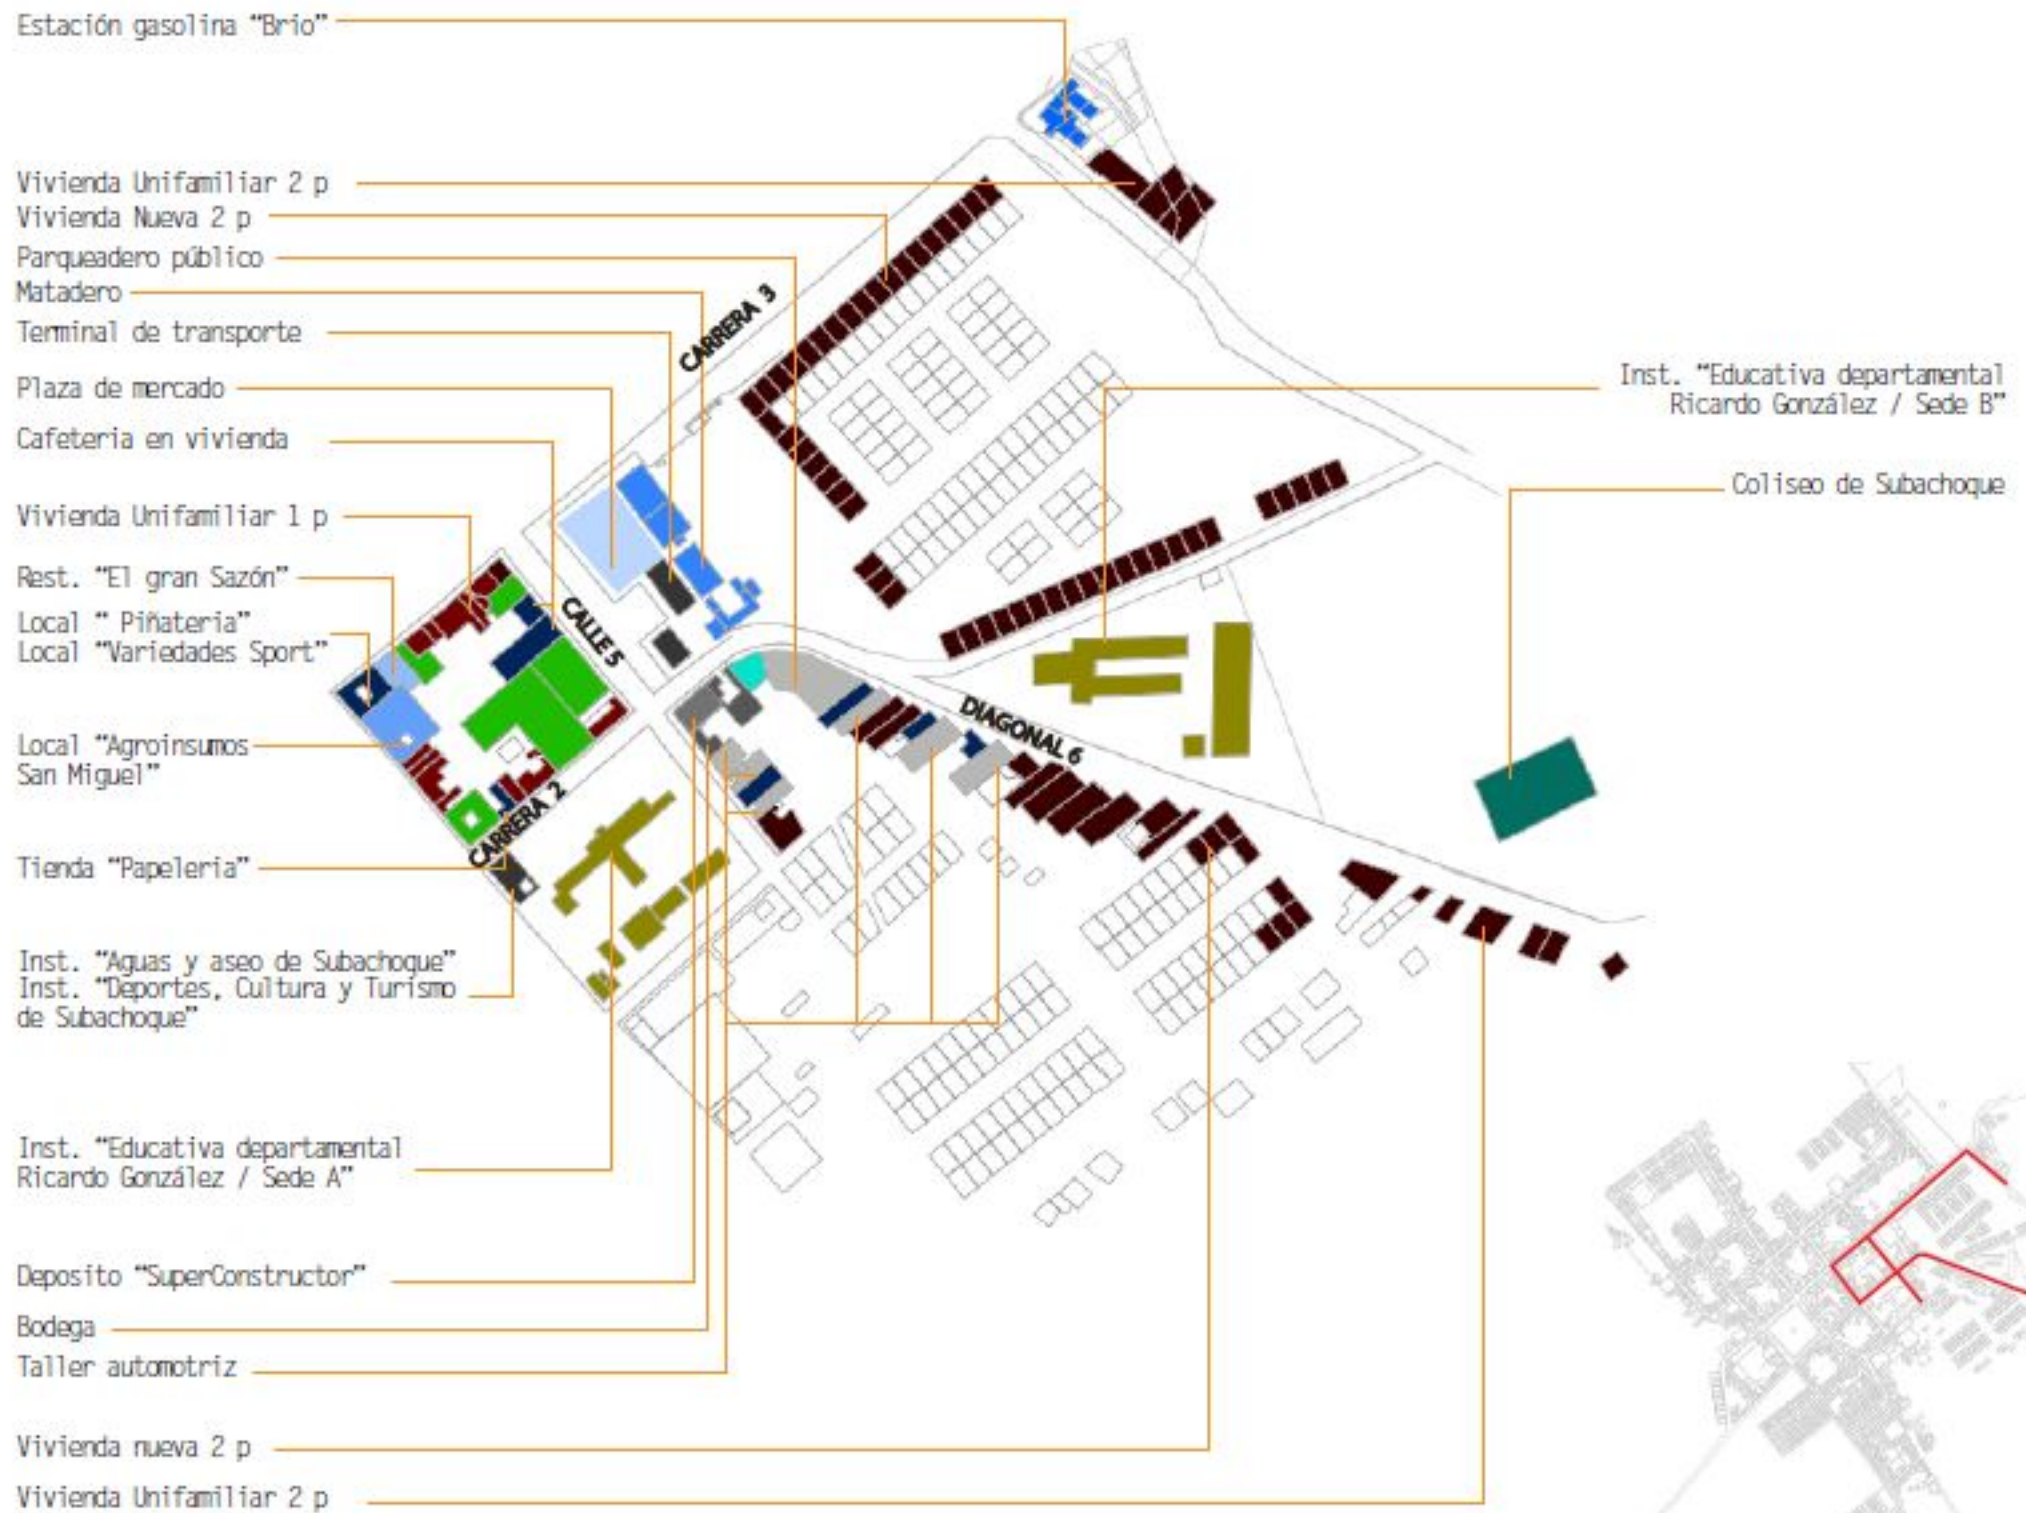 Estación gasolina “Brio”
Vivienda Unifamiliar 2 p
Vivienda Nueva 2 p
Parqueadero público
Matadero
Terminal de transporte
Plaza de mercado
Cafeteria en vivienda
Vivienda Unifamiliar 1 p
Rest. “El gran Sazón”
Local “ Piñateria”
Local “Variedades Sport”
Local “Agroinsumos
San Miguel”
Tienda “Papeleria”
Inst. “Aguas y aseo de Subachoque”
Inst. “Deportes, Cultura y Turismo
de Subachoque”
Inst. “Educativa departamental
Ricardo González / Sede A”
Deposito “SuperConstructor”
Bodega
Taller automotriz
Vivienda nueva 2 p
Vivienda Unifamiliar 2 p
CARRERA 3
CALLE 5
CARRERA 2
DIAGONAL 6
Inst. “Educativa departamental
Ricardo González / Sede B”
Coliseo de Subachoque